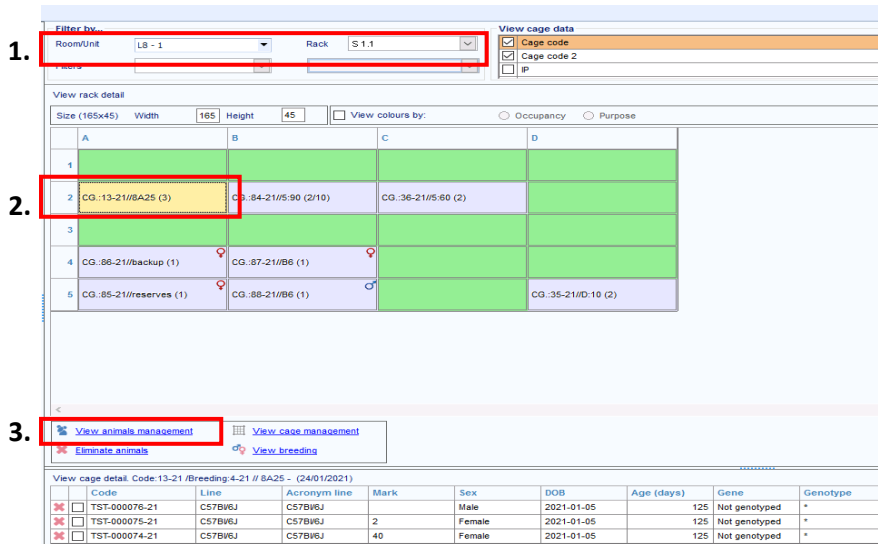 Filter by...
View cage data
1.
Room/Unit L8 - 1 Rack S 1.1
Cage code
Cage code 2
Filters
IP
View rack detail
Size (165x45) Width 165 Height 45 View colours by: Occupancy Purpose
A B C D
1
2.
2 CG.:13-21//8A25 (3) CG.:84-21//5:90 (2/10) CG.:36-21//5:60 (2)
3
4 CG.:86-21//backup (1) CG.:87-21//B6 (1)
5 CG.:85-21//reserves (1) CG.:88-21//B6 (1) CG.:35-21//D:10 (2)
3.
View animals management View cage management
Eliminate animals View breeding
View cage detail. Code:13-21 /Breeding:4-21 // 8A25 - (24/01/2021)
Code Line Acronym line Mark Sex DOB Age (days) Gene Genotype
TST-000076-21 C57Bl/6J C57Bl/6J Male 2021-01-05 125 Not genotyped *
TST-000075-21 C57Bl/6J C57Bl/6J 2 Female 2021-01-05 125 Not genotyped *
TST-000074-21 C57Bl/6J C57Bl/6J 40 Female 2021-01-05 125 Not genotyped *